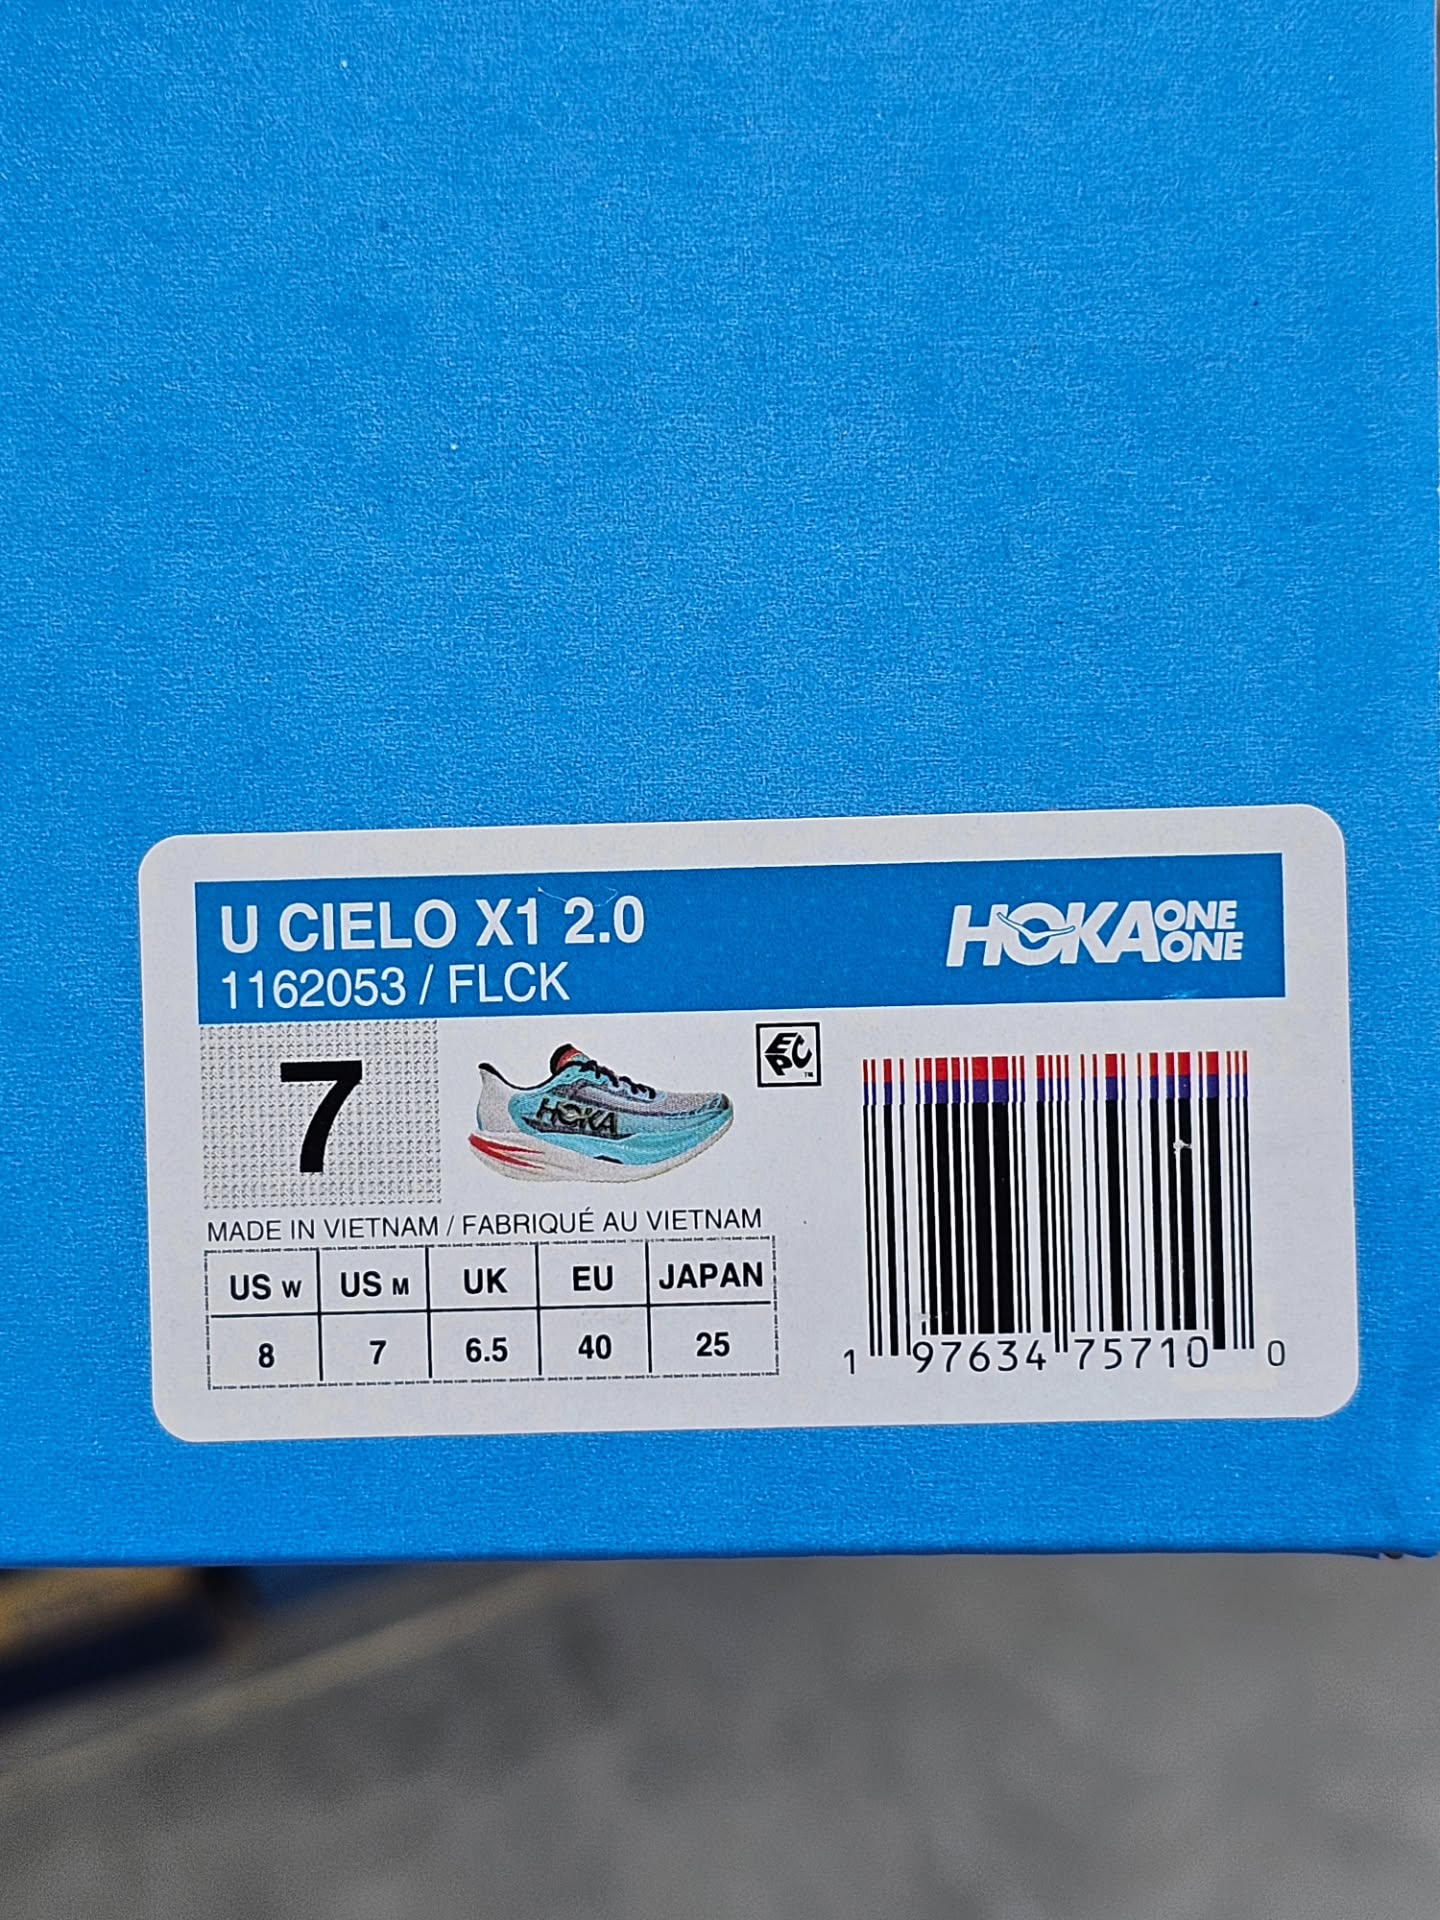 U CIELO X1 2.0
1162053 / FLCK
HOKA ONE ONE
7
HOKA
EPC™
MADE IN VIETNAM / FABRIQUÉ AU VIETNAM
US W US M UK EU JAPAN
8 7 6.5 40 25
1 97634 75710 0